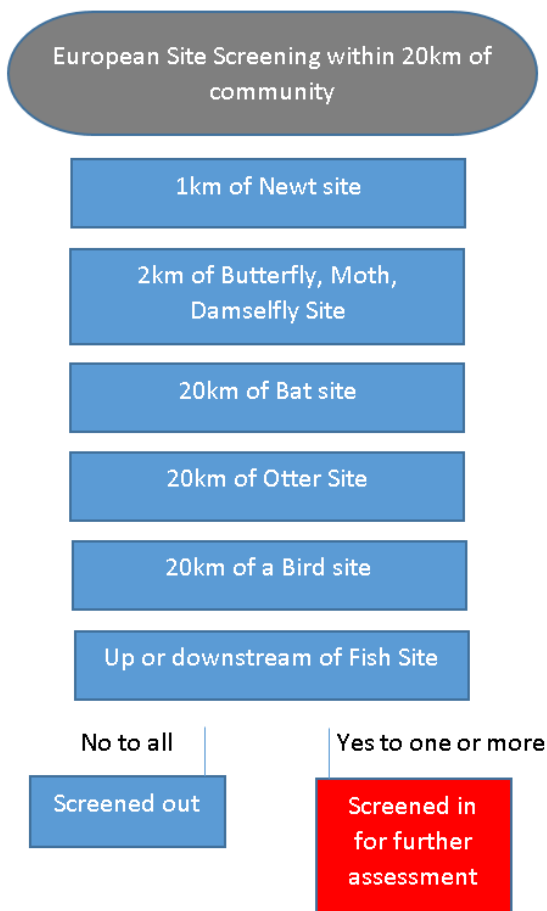 European Site Screening within 20km of
community
1km of Newt site
2km of Butterfly, Moth,
Damselfly Site
20km of Bat site
20km of Otter Site
20km of a Bird site
Up or downstream of Fish Site
No to all
Yes to one or more
Screened out
Screened in
for further
assessment